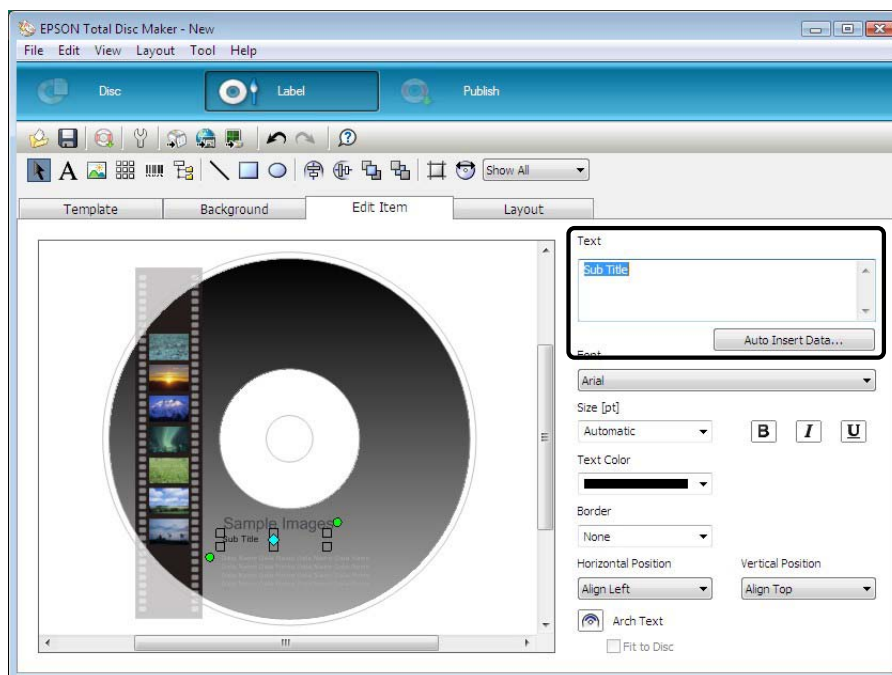 EPSON Total Disc Maker - New
File Edit View Layout Tool Help
Disc Label Publish
A Show All
Template Background Edit Item Layout
Text
Sub Title
Auto Insert Data...
Font
Arial
Size [pt]
Automatic B I U
Text Color
Border
None
Horizontal Position Vertical Position
Align Left Align Top
Arch Text
Fit to Disc
Sample Images
Sub Title